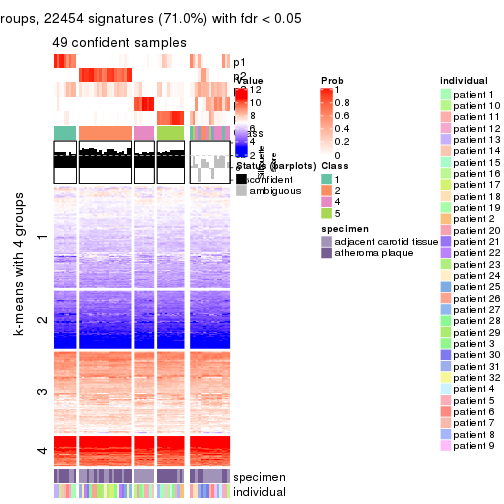 roups, 22454 signatures (71.0%) with fdr < 0.05
49 confident samples
p1
p2
Class
k-means with 4 groups
1
2
3
4
specimen
individual
Value
12
10
8
6
4
2
Silhouette
score
Status (barplots)
confident
ambiguous
Prob
1
0.8
0.6
0.4
0.2
0
Class
1
2
4
5
specimen
adjacent carotid tissue
atheroma plaque
individual
patient 1
patient 10
patient 11
patient 12
patient 13
patient 14
patient 15
patient 16
patient 17
patient 18
patient 19
patient 2
patient 20
patient 21
patient 22
patient 23
patient 24
patient 25
patient 26
patient 27
patient 28
patient 29
patient 3
patient 30
patient 31
patient 32
patient 4
patient 5
patient 6
patient 7
patient 8
patient 9